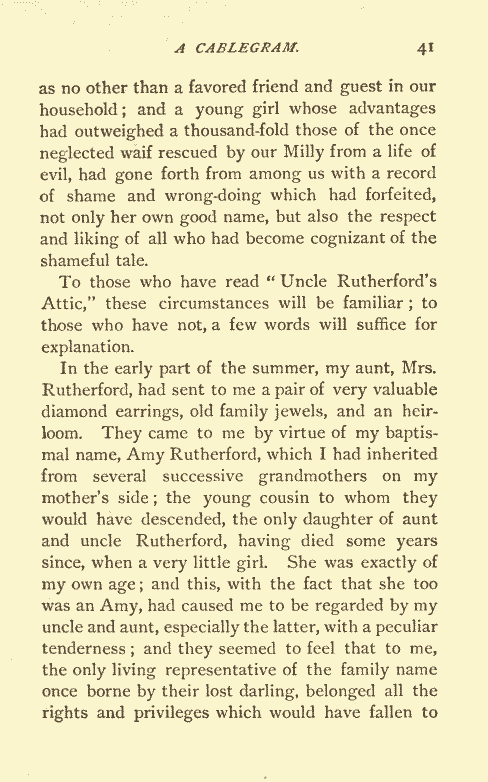 A CABLEGRAM. 41
as no other than a favored friend and guest in our
household; and a young girl whose advantages
had outweighed a thousand-fold those of the once
neglected waif rescued by our Milly from a life of
evil, had gone forth from among us with a record
of shame and wrong-doing which had forfeited,
not only her own good name, but also the respect
and liking of all who had become cognizant of the
shameful tale.
To those who have read "Uncle Rutherford's
Attic," these circumstances will be familiar; to
those who have not, a few words will suffice for
explanation.
In the early part of the summer, my aunt, Mrs.
Rutherford, had sent to me a pair of very valuable
diamond earrings, old family jewels, and an heir-
loom. They came to me by virtue of my baptis-
mal name, Amy Rutherford, which I had inherited
from several successive grandmothers on my
mother's side; the young cousin to whom they
would have descended, the only daughter of aunt
and uncle Rutherford, having died some years
since, when a very little girl. She was exactly of
my own age; and this, with the fact that she too
was an Amy, had caused me to be regarded by my
uncle and aunt, especially the latter, with a peculiar
tenderness; and they seemed to feel that to me,
the only living representative of the family name
once borne by their lost darling, belonged all the
rights and privileges which would have fallen to